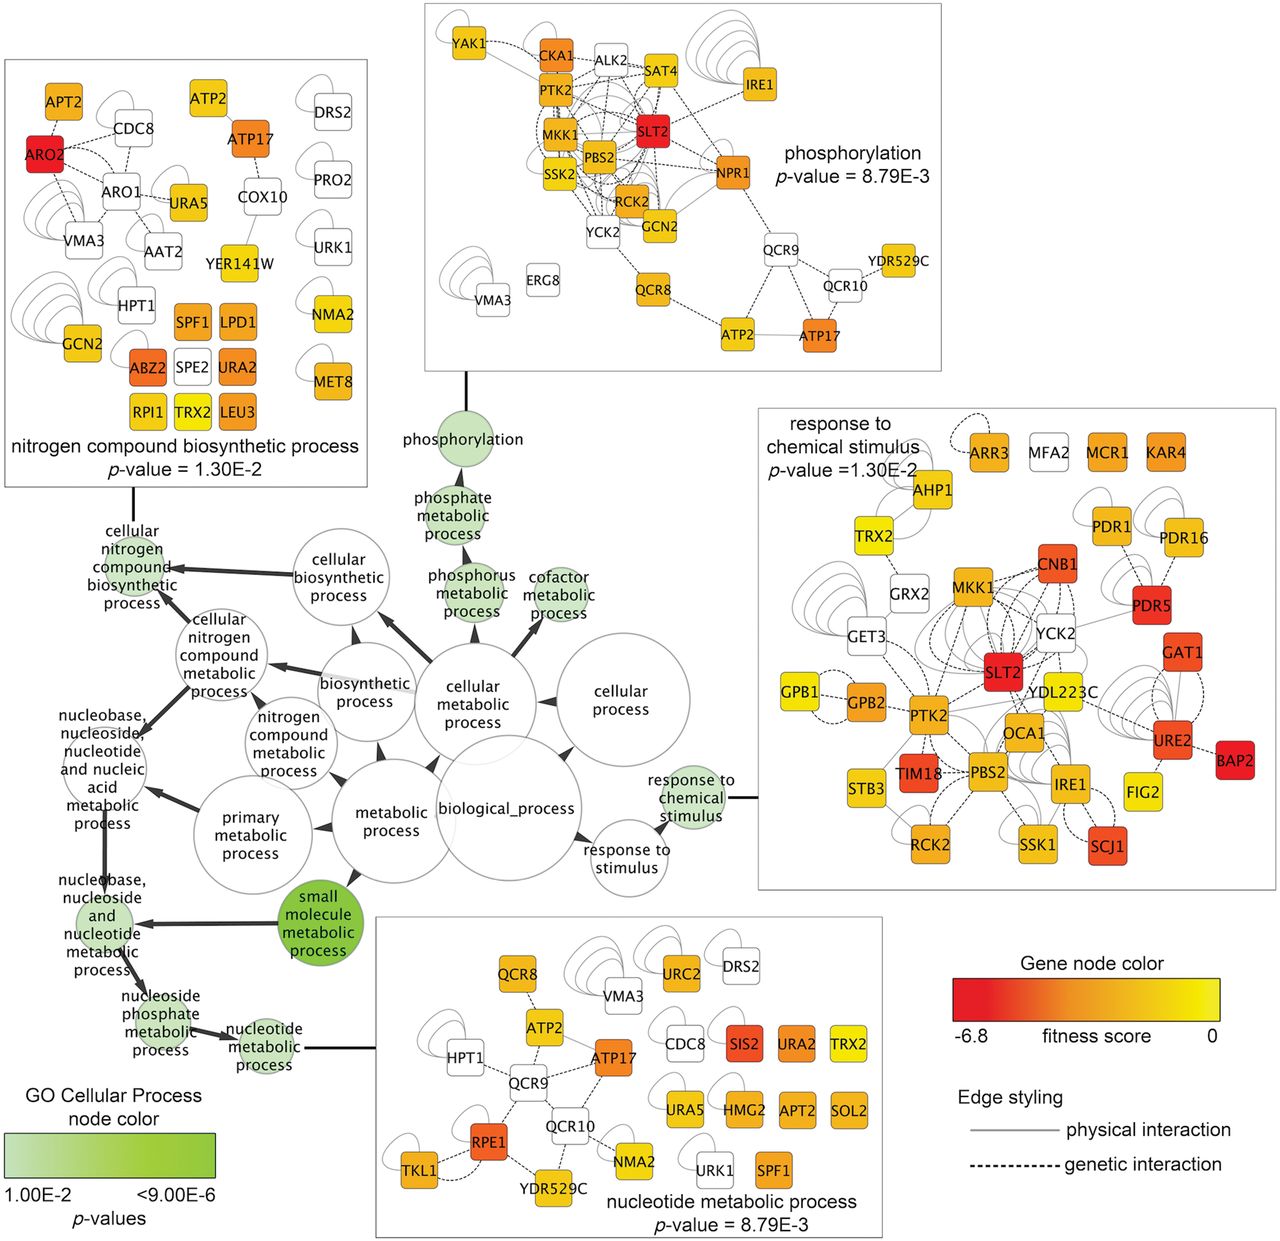 YAK1
CKA1
ALK2
SAT4
IRE1
PTK2
MKK1
SLT2
PBS2
SSK2
NPR1
RCK2
YCK2
GCN2
phosphorylation
p-value = 8.79E-3
QCR9
YDR529C
QCR10
ERG8
VMA3
QCR8
ATP2
ATP17
APT2
ATP2
DRS2
CDC8
ATP17
ARO2
PRO2
ARO1
COX10
URA5
VMA3
AAT2
URK1
YER141W
HPT1
NMA2
SPF1
LPD1
GCN2
ABZ2
SPE2
URA2
MET8
RPI1
TRX2
LEU3
nitrogen compound biosynthetic process
p-value = 1.30E-2
response to
chemical stimulus
p-value =1.30E-2
ARR3
MFA2
MCR1
KAR4
AHP1
TRX2
PDR1
PDR16
GRX2
MKK1
CNB1
PDR5
GET3
YCK2
GAT1
SLT2
GPB1
GPB2
YDL223C
PTK2
OCA1
URE2
BAP2
TIM18
PBS2
STB3
IRE1
FIG2
RCK2
SSK1
SCJ1
phosphorylation
phosphate
metabolic
process
phosphorus
metabolic
process
cofactor
metabolic
process
cellular
nitrogen
compound
biosynthetic
process
cellular
biosynthetic
process
cellular
nitrogen
compound
metabolic
process
biosynthetic
process
cellular
metabolic
process
cellular
process
nitrogen
compound
metabolic
process
nucleobase,
nucleoside,
nucleotide
and nucleic
acid
metabolic
process
primary
metabolic
process
metabolic
process
biological_process
response to
chemical
stimulus
response to
stimulus
small
molecule
metabolic
process
nucleobase,
nucleoside
and
nucleotide
metabolic
process
nucleoside
phosphate
metabolic
process
nucleotide
metabolic
process
QCR8
VMA3
URC2
DRS2
ATP2
HPT1
ATP17
CDC8
SIS2
URA2
TRX2
QCR9
URA5
HMG2
APT2
SOL2
QCR10
RPE1
TKL1
NMA2
URK1
SPF1
YDR529C
nucleotide metabolic process
p-value = 8.79E-3
Gene node color
-6.8
fitness score
0
Edge styling
physical interaction
genetic interaction
GO Cellular Process
node color
1.00E-2
<9.00E-6
p-values